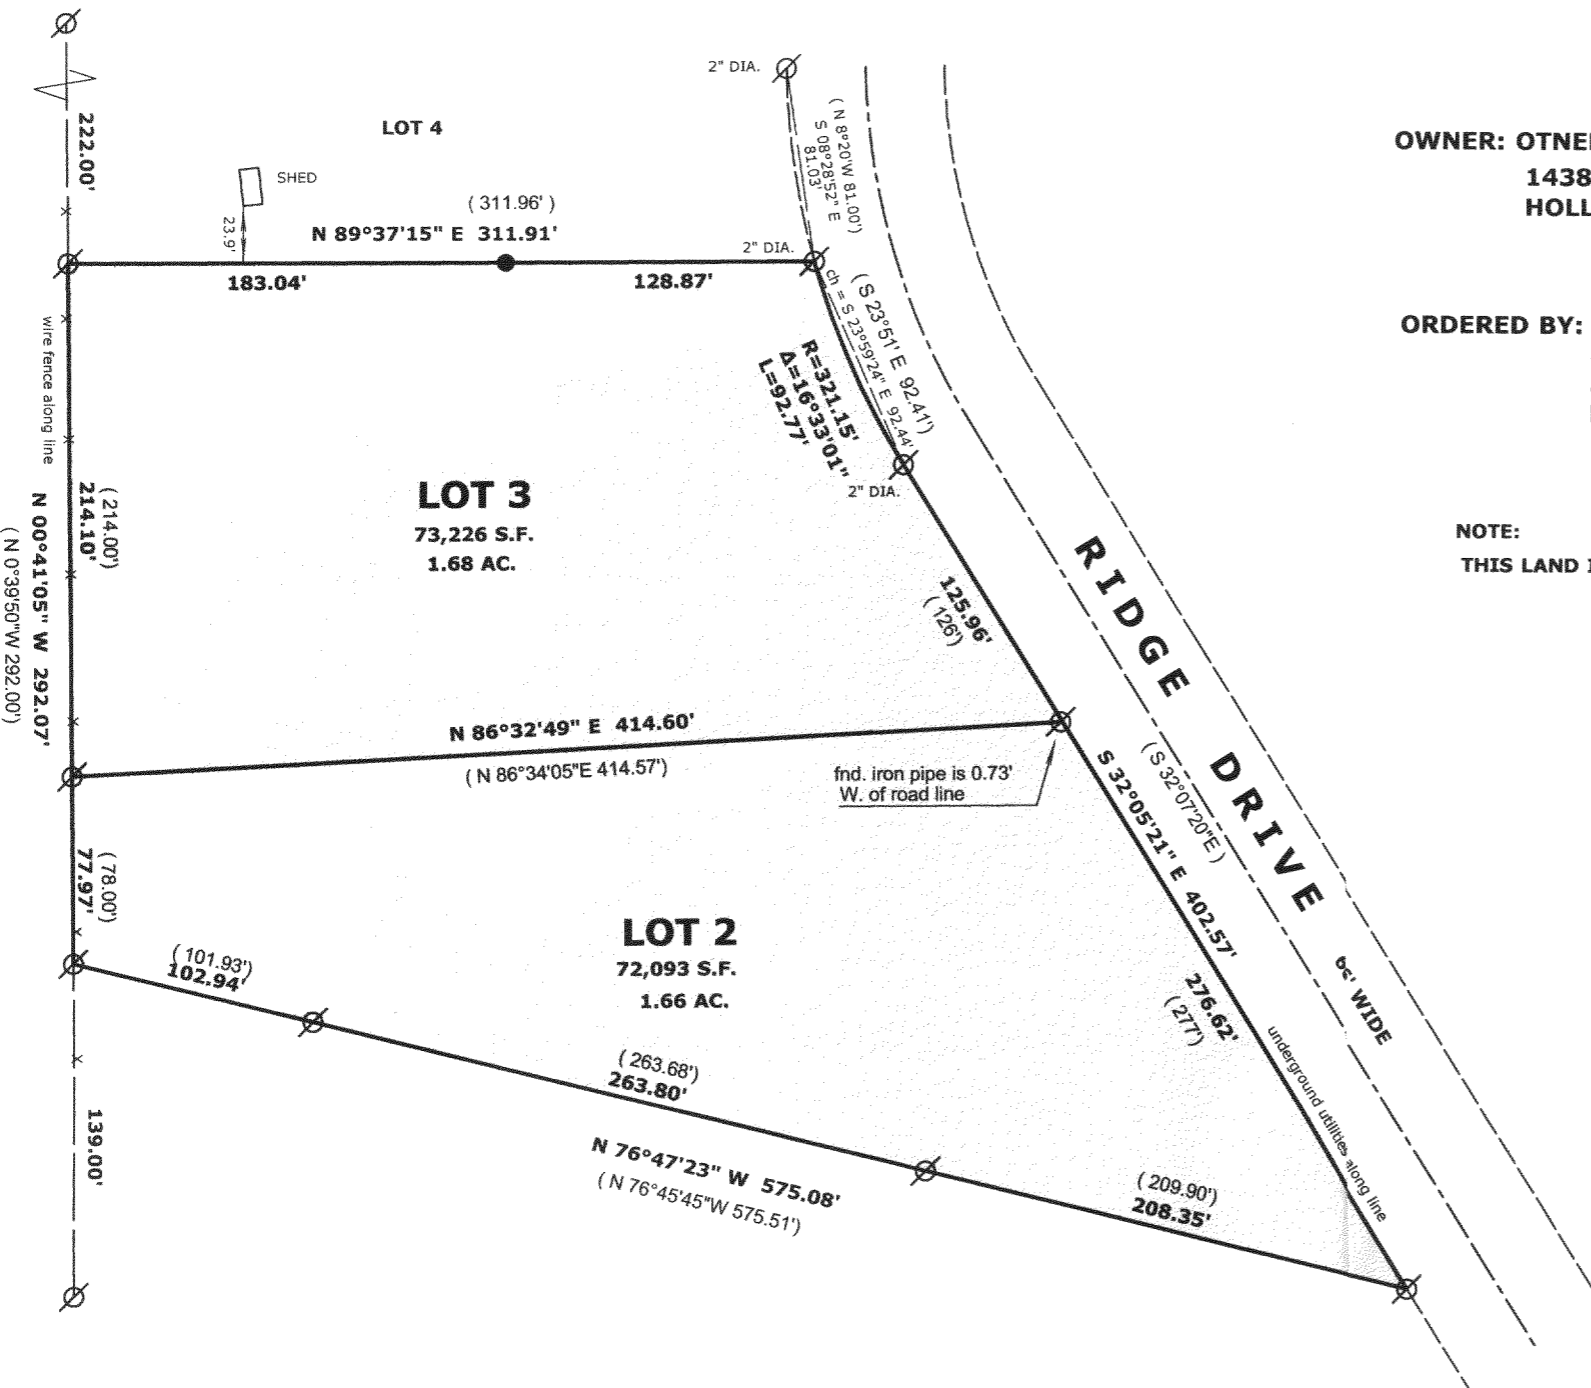 2" DIA.
LOT 4
222.00'
SHED
23.9'
( 311.96' )
N 89°37'15" E 311.91'
2" DIA.
183.04'
128.87'
( N 8°20'W 81.00')
S 08°28'52" E
81.03'
OWNER: OTNE
1438
HOLL
ORDERED BY:
NOTE:
THIS LAND
( S 23°51' E 92.41')
ch = S 23°59'24" E 92.44'
R=321.15'
Δ=16°33'01"
L=92.77'
2" DIA.
wire fence along line
LOT 3
73,226 S.F.
1.68 AC.
( 214.00')
214.10'
N 00°41'05" W 292.07'
( N 0°39'50"W 292.00')
125.96'
( 126')
RIDGE DRIVE
WIDE
N 86°32'49" E 414.60'
( N 86°34'05"E 414.57')
fnd. iron pipe is 0.73'
W. of road line
( S 32°07'20"E )
S 32°05'21" E 402.57'
276.62'
( 277')
underground utilities along line
( 78.00')
77.97'
LOT 2
72,093 S.F.
1.66 AC.
( 101.93')
102.94'
( 263.68')
263.80'
N 76°47'23" W 575.08'
( N 76°45'45"W 575.51')
( 209.90')
208.35'
139.00'